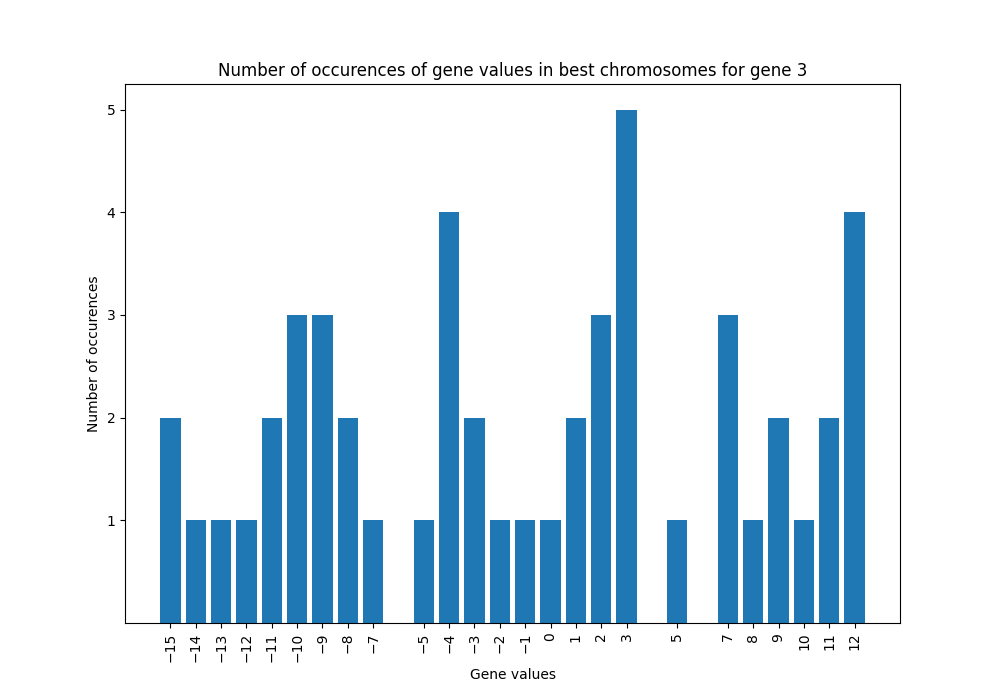 Number of occurences of gene values in best chromosomes for gene 3
5
4
3
2
1
Number of occurences
−15 −14 −13 −12 −11 −10 −9 −8 −7 −5 −4 −3 −2 −1 0 1 2 3 5 7 8 9 10 11 12
Gene values